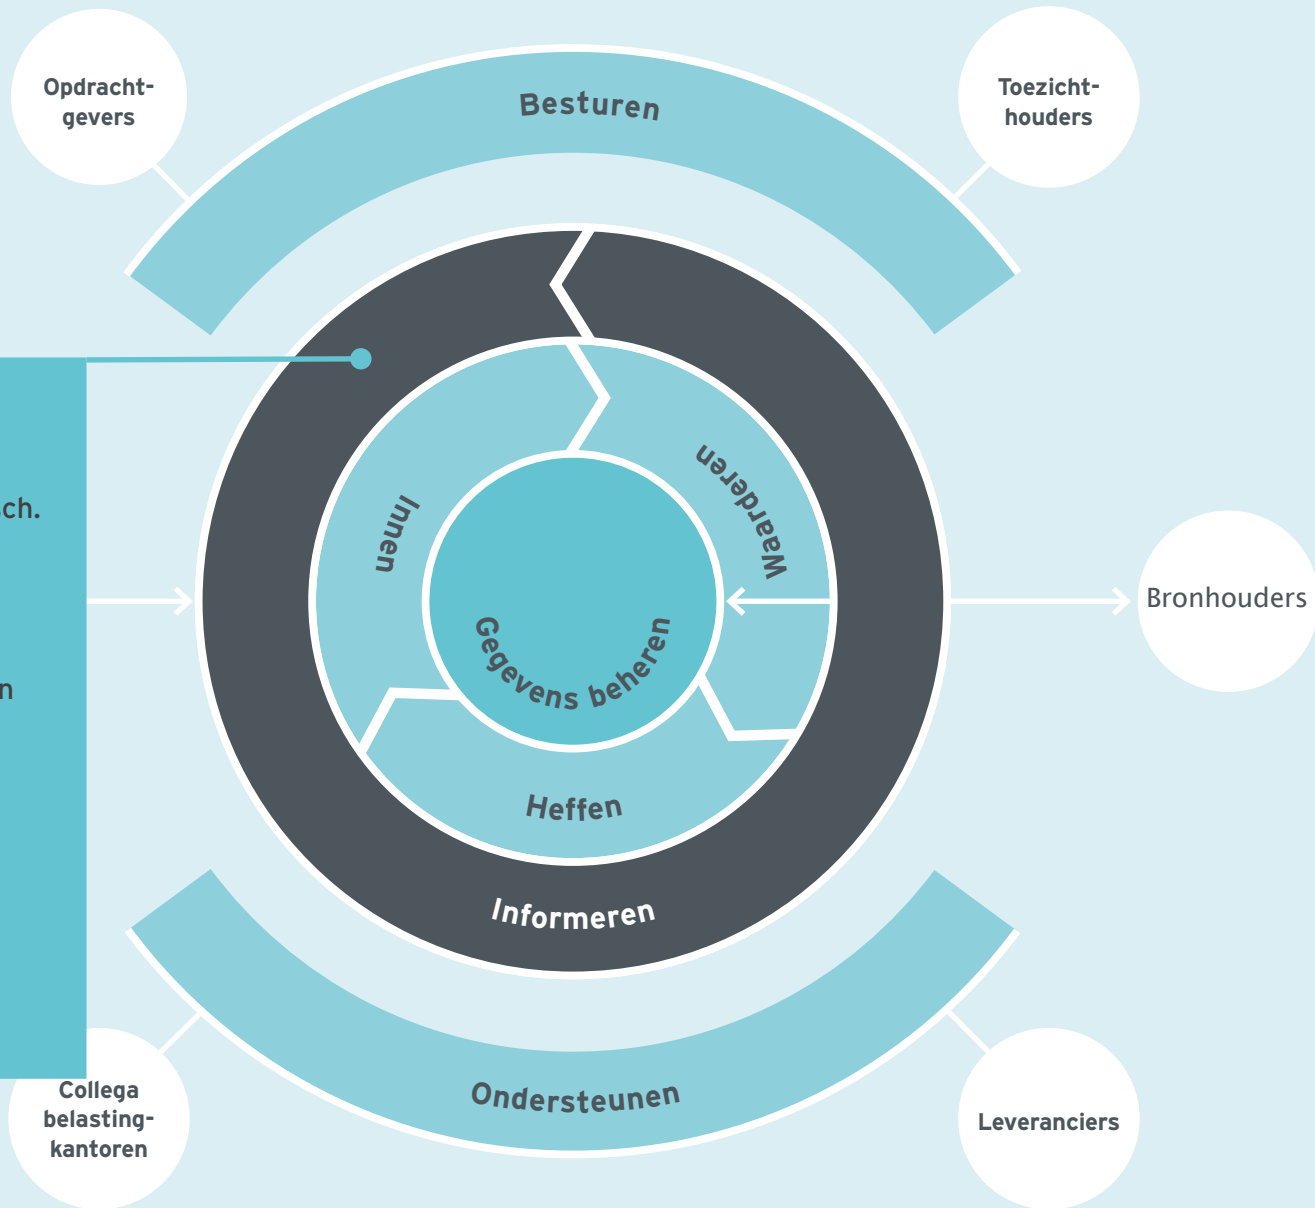 Opdracht-
gevers
Toezicht-
houders
Besturen
Waarderen
Innen
ch.
Gegevens beheren
Bronhouders
n
Heffen
Informeren
Ondersteunen
Collega
belasting-
kantoren
Leveranciers